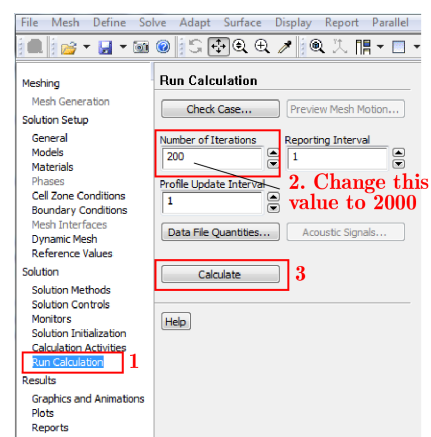 File Mesh Define Solve Adapt Surface Display Report Parallel
Meshing
Mesh Generation
Solution Setup
General
Models
Materials
Phases
Cell Zone Conditions
Boundary Conditions
Mesh Interfaces
Dynamic Mesh
Reference Values
Solution
Solution Methods
Solution Controls
Monitors
Solution Initialization
Calculation Activities
Run Calculation
1
Results
Graphics and Animations
Plots
Reports
Run Calculation
Check Case...
Preview Mesh Motion...
Number of Iterations
Reporting Interval
200
1
2. Change this
value to 2000
Profile Update Interval
1
Data File Quantities...
Acoustic Signals...
Calculate
3
Help